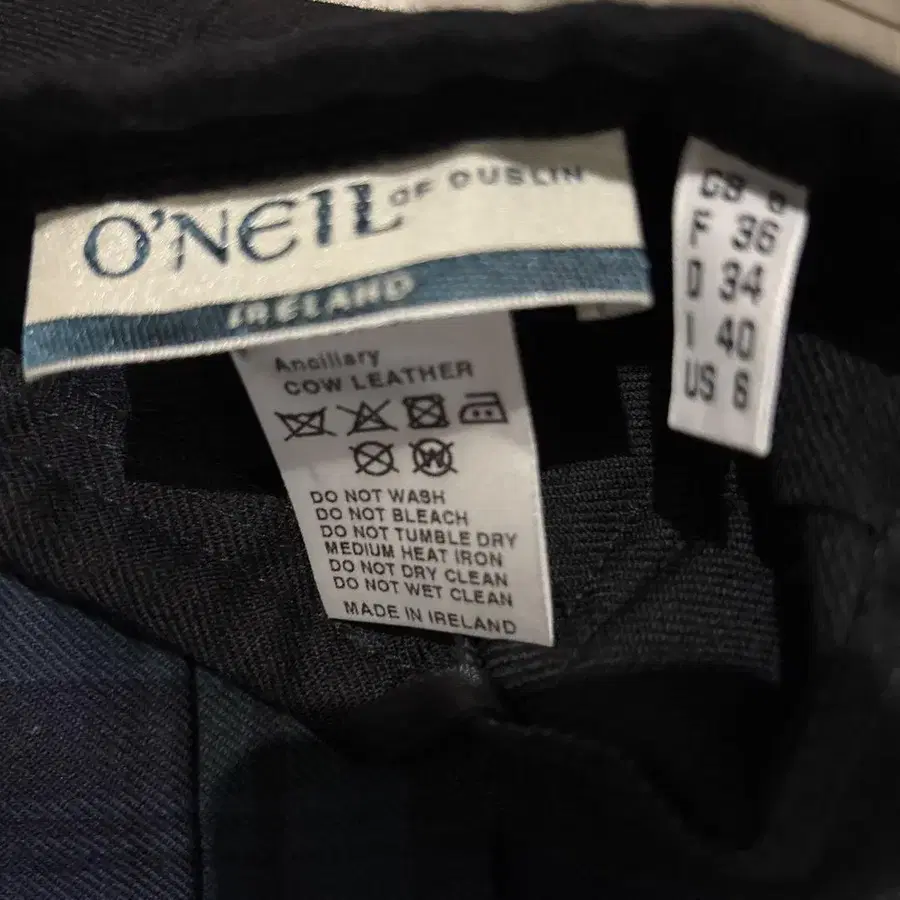 O'NEIL OF DUBLIN
IRELAND
Ancillary
COW LEATHER
W
DO NOT WASH
DO NOT BLEACH
DO NOT TUMBLE DRY
MEDIUM HEAT IRON
DO NOT DRY CLEAN
DO NOT WET CLEAN
MADE IN IRELAND
GB 8
F 36
D 34
I 40
US 6